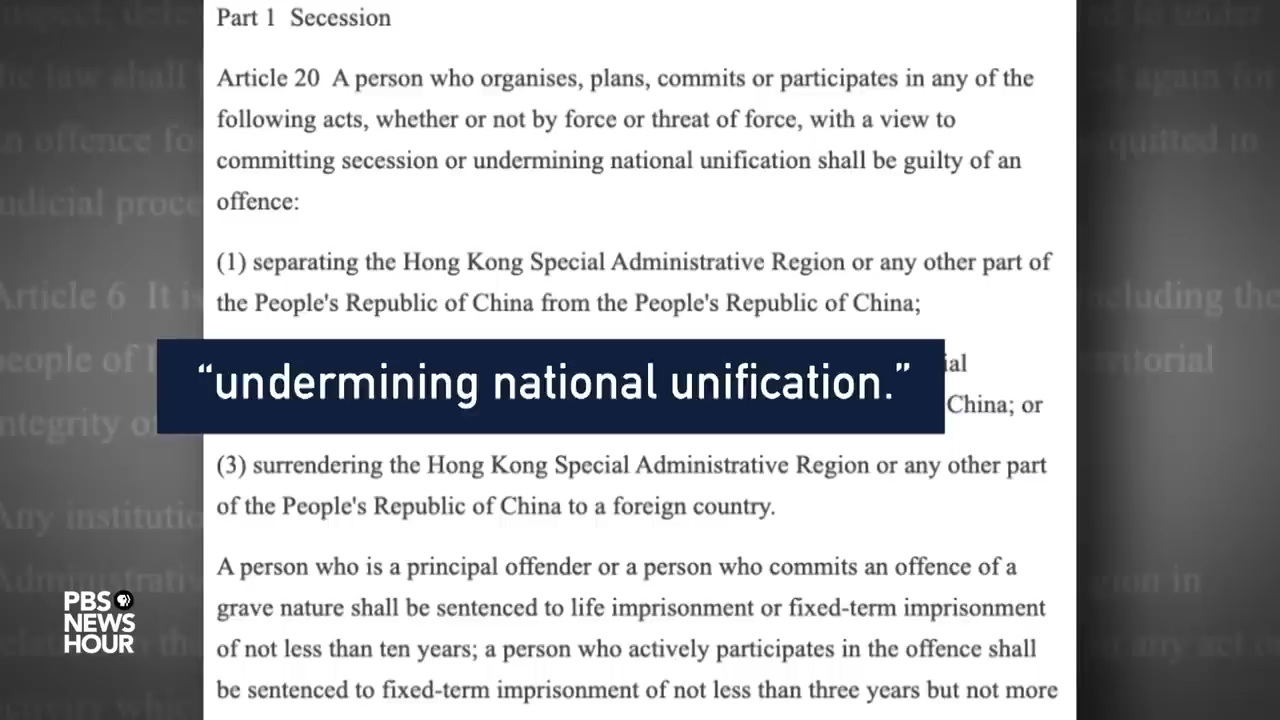 Part 1 Secession
Article 20 A person who organises, plans, commits or participates in any of the
following acts, whether or not by force or threat of force, with a view to
committing secession or undermining national unification shall be guilty of an
offence:
(1) separating the Hong Kong Special Administrative Region or any other part of
the People's Republic of China from the People's Republic of China;
“undermining national unification.”
China; or
(3) surrendering the Hong Kong Special Administrative Region or any other part
of the People's Republic of China to a foreign country.
A person who is a principal offender or a person who commits an offence of a
grave nature shall be sentenced to life imprisonment or fixed-term imprisonment
of not less than ten years; a person who actively participates in the offence shall
be sentenced to fixed-term imprisonment of not less than three years but not more
PBS
NEWS
HOUR